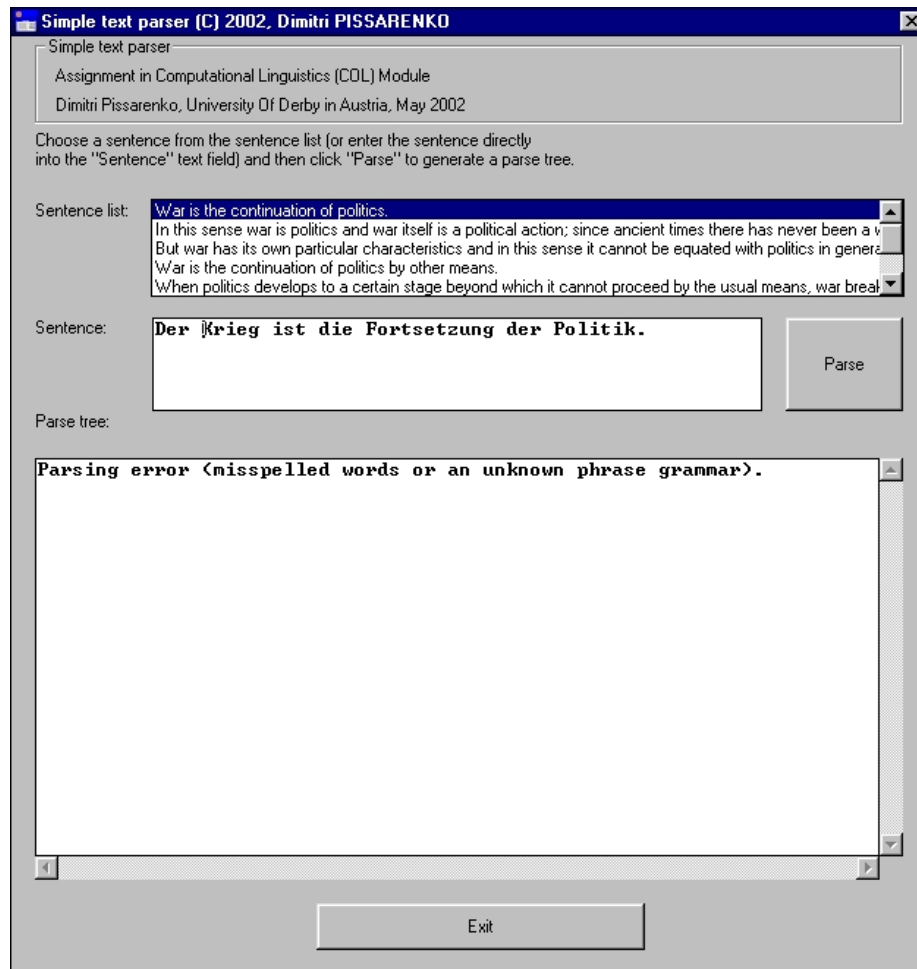 Simple text parser (C) 2002, Dimitri PISSARENKO
Simple text parser
Assignment in Computational Linguistics (COL) Module
Dimitri Pissarenko, University Of Derby in Austria, May 2002
Choose a sentence from the sentence list (or enter the sentence directly
into the "Sentence" text field) and then click "Parse" to generate a parse tree.
Sentence list:
War is the continuation of politics.
In this sense war is politics and war itself is a political action; since ancient times there has never been a
But war has its own particular characteristics and in this sense it cannot be equated with politics in
War is the continuation of politics by other means.
When politics develops to a certain stage beyond which it cannot proceed by the usual means, war
Sentence:
Der Krieg ist die Fortsetzung der Politik.
Parse
Parse tree:
Parsing error (misspelled words or an unknown phrase grammar).
Exit